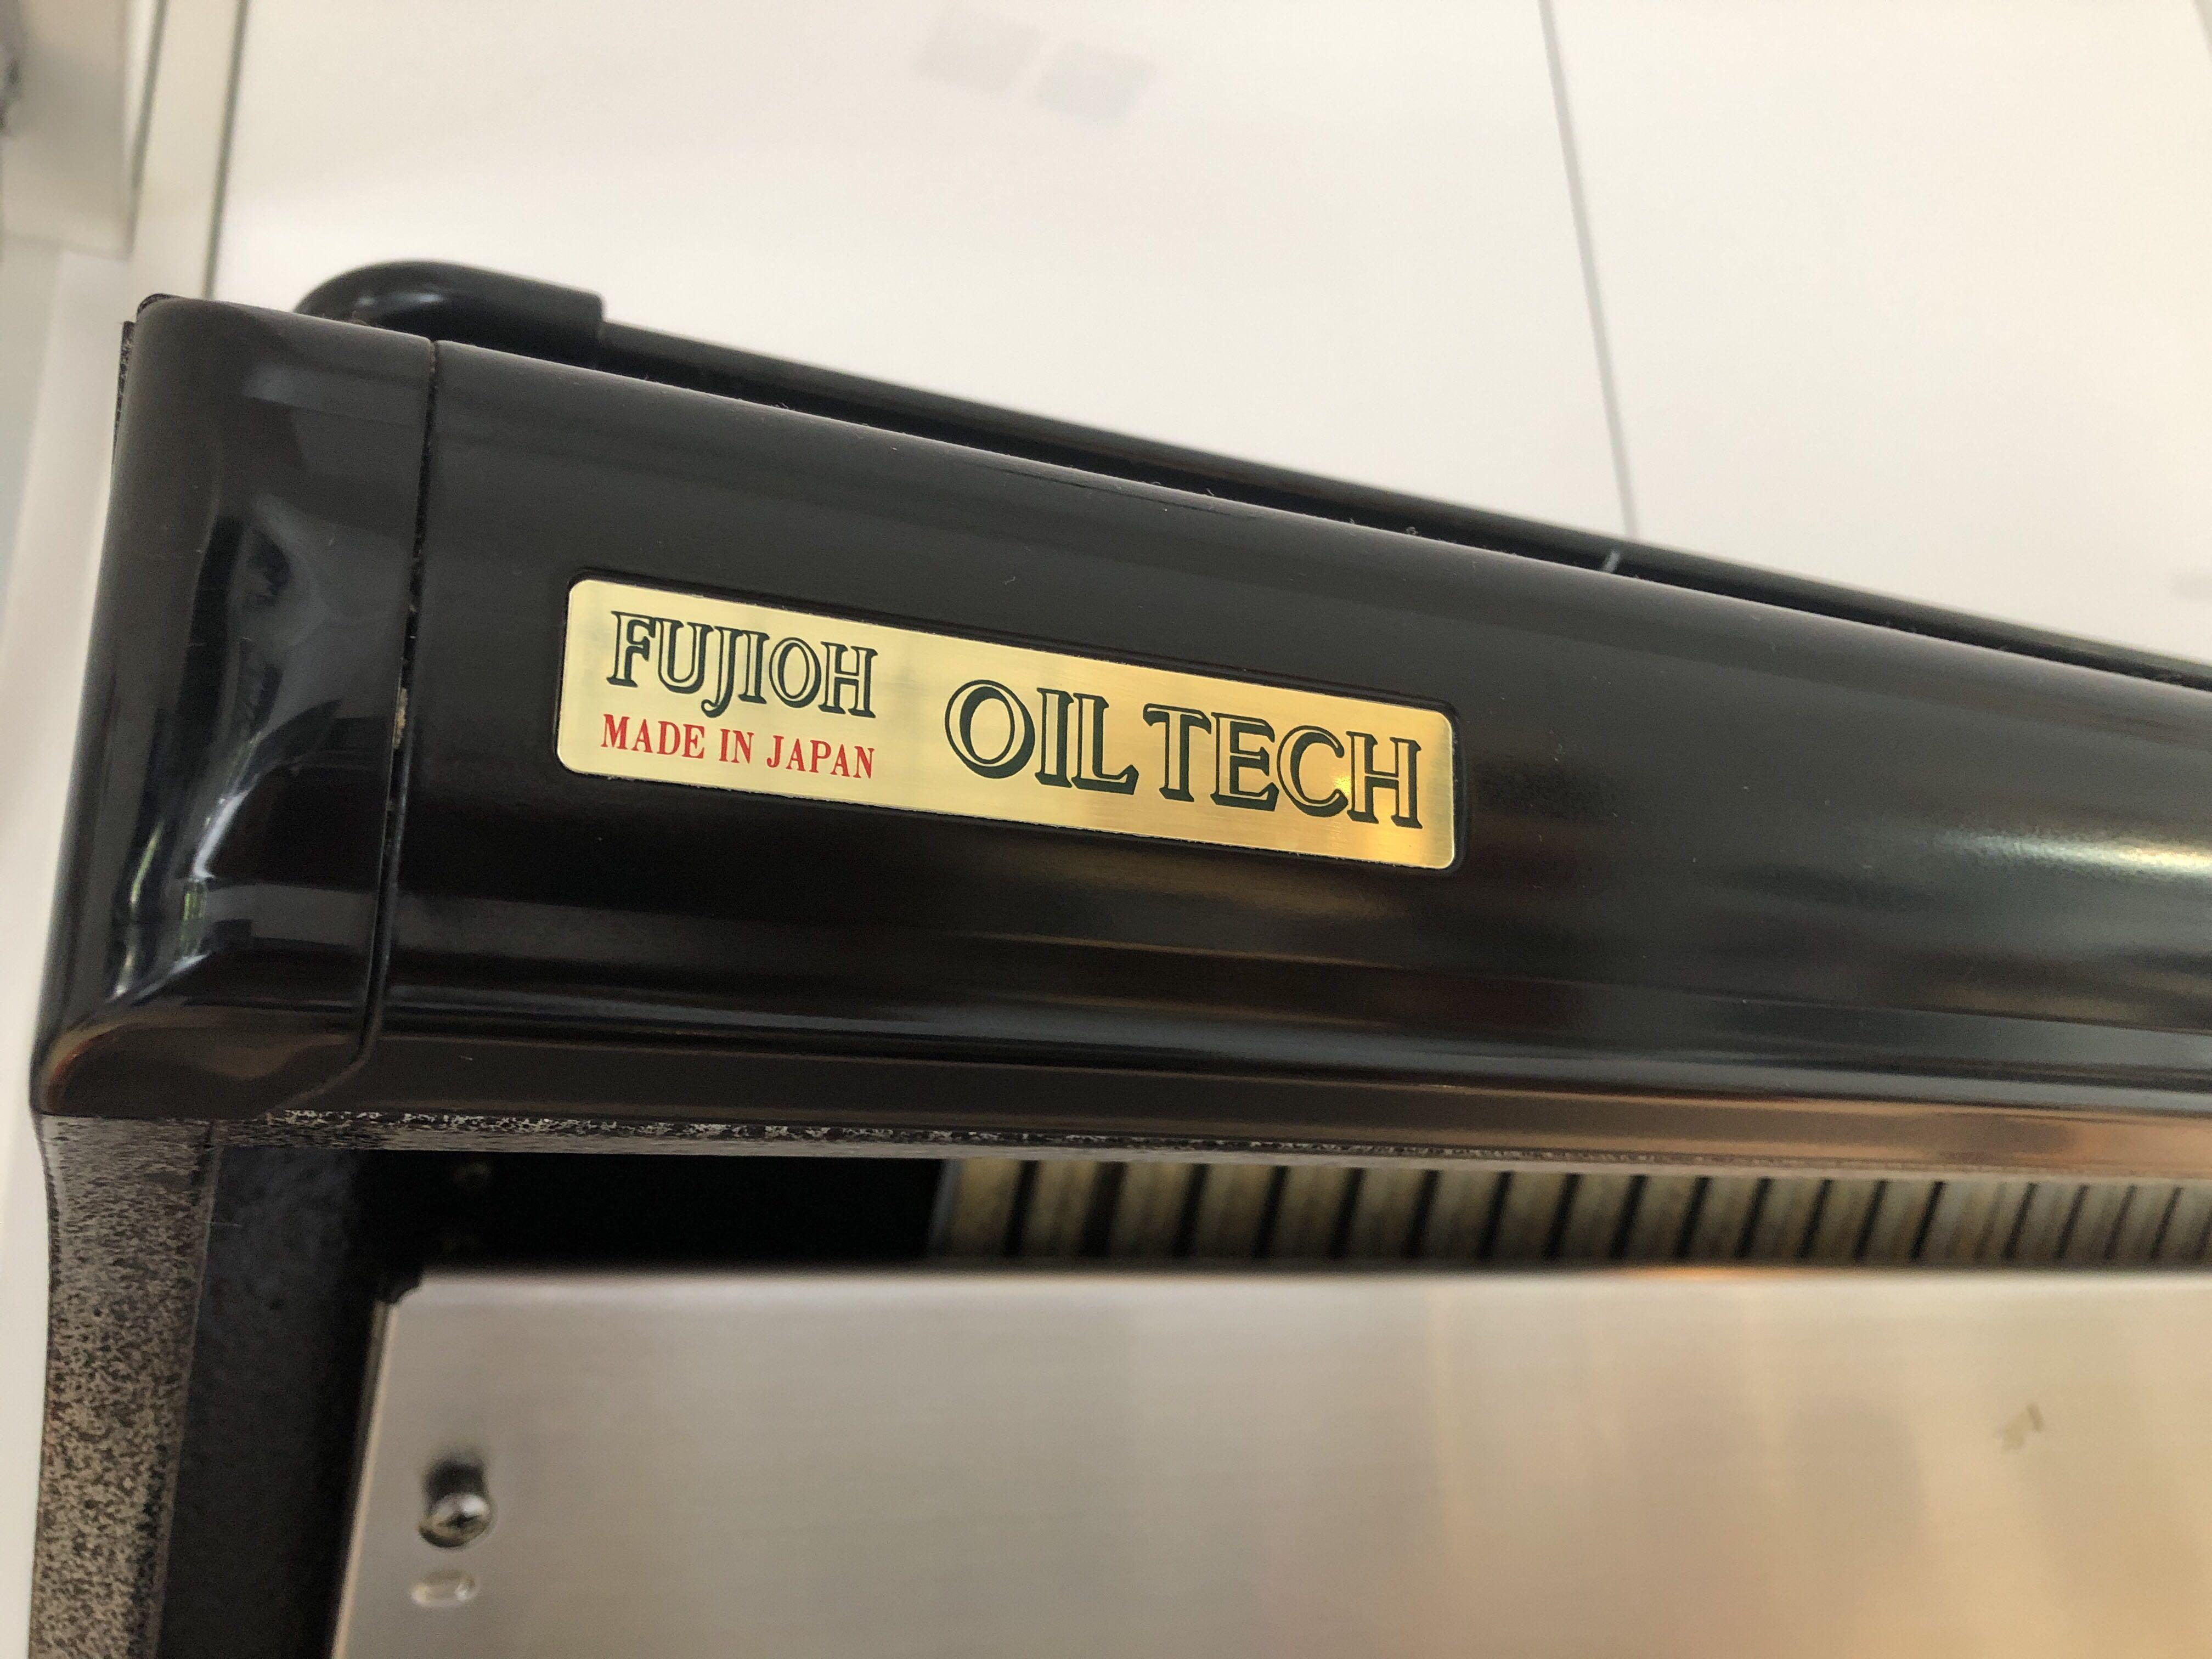 FUJIOH
MADE IN JAPAN
OIL TECH